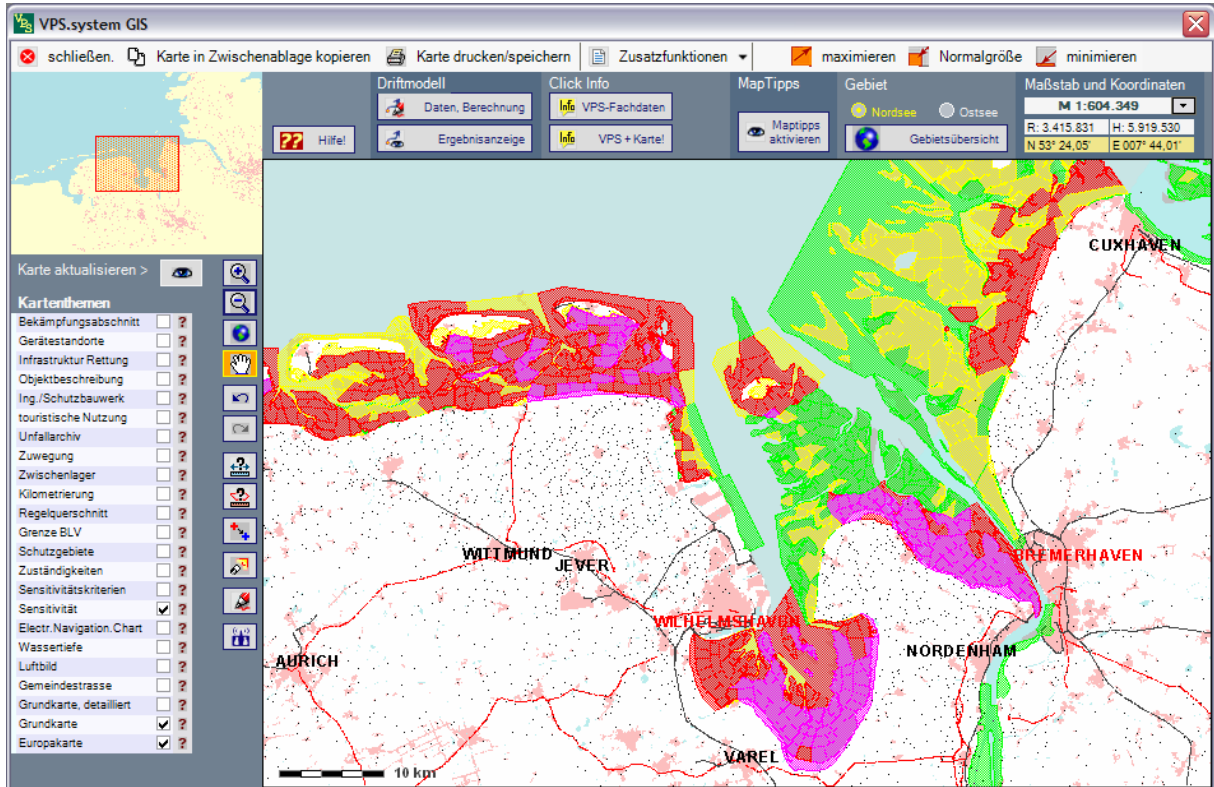 VPS.system GIS
schließen. Karte in Zwischenablage kopieren Karte drucken/speichern Zusatzfunktionen maximieren Normalgröße minimieren
Driftmodell Click Info MapTipps Gebiet Maßstab und Koordinaten
Daten, Berechnung Info VPS-Fachdaten Nordsee Ostsee M 1:604.349
?? Hilfe! Ergebnisanzeige Info VPS + Karte! Maptipps aktivieren Gebietsübersicht R: 3.415.831 H: 5.919.530
N 53° 24,05' E 007° 44,01'
Karte aktualisieren >
Kartenthemen
Bekämpfungsabschnitt ?
Gerätestandorte ?
Infrastruktur Rettung ?
Objektbeschreibung ?
Ing./Schutzbauwerk ?
touristische Nutzung ?
Unfallarchiv ?
Zuwegung ?
Zwischenlager ?
Kilometrierung ?
Regelquerschnitt ?
Grenze BLV ?
Schutzgebiete ?
Zuständigkeiten ?
Sensitivitätskriterien ?
Sensitivität ?
Electr.Navigation.Chart ?
Wassertiefe ?
Luftbild ?
Gemeindestrasse ?
Grundkarte, detailliert ?
Grundkarte ?
Europakarte ?
CUXHAVEN
WITTMUND
JEVER
BREMERHAVEN
WILHELMSHAVEN
AURICH
NORDENHAM
VAREL
10 km